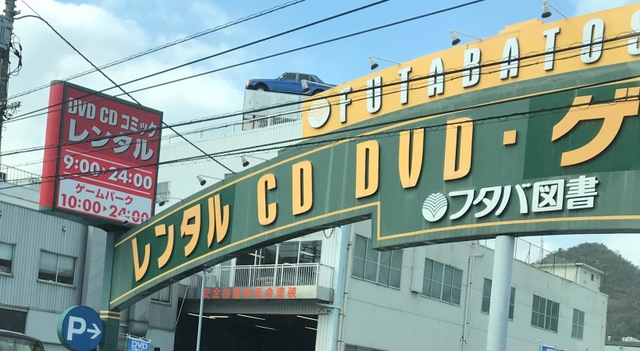 DVD CD コミック
レンタル
9:00→24:00
ゲームパーク
10:00→24:00
FUTABATOS
レンタル CD DVD・ゲ
フタバ図書
P
DVD